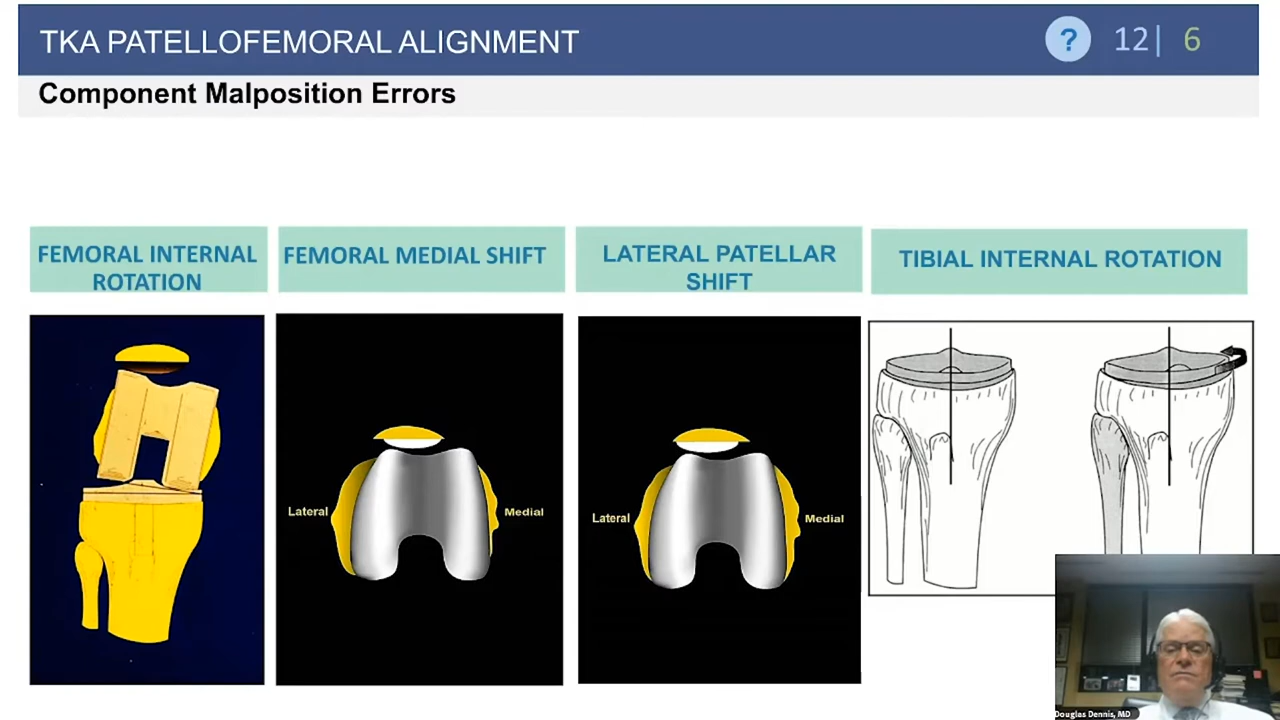 TKA PATELLOFEMORAL ALIGNMENT
? 12| 6
Component Malposition Errors
FEMORAL INTERNAL
ROTATION
FEMORAL MEDIAL SHIFT
LATERAL PATELLAR
SHIFT
TIBIAL INTERNAL ROTATION
Lateral
Medial
Lateral
Medial
Douglas Dennis, MD